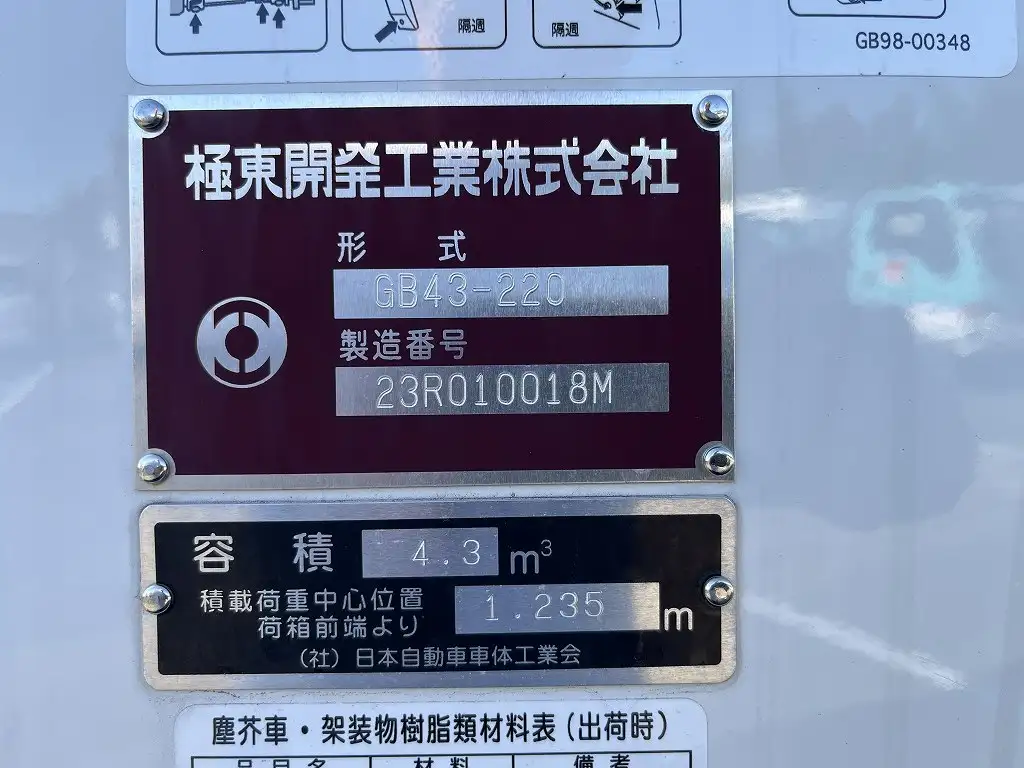 隔週
隔週
GB98-00348
極東開発工業株式会社
形 式
GB43-220
製造番号
23R010018M
容 積 4.3 m³
積載荷重中心位置
荷箱前端より 1.235 m
（社）日本自動車車体工業会
塵芥車・架装物樹脂類材料表（出荷時）
品目名 材料 備考